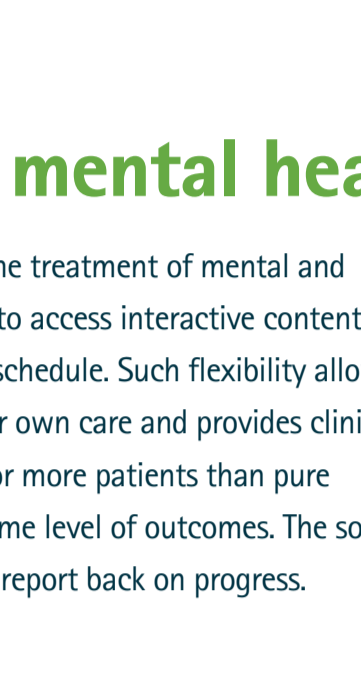 mental hea
he treatment of mental and
to access interactive content
schedule. Such flexibility allo
r own care and provides clini
or more patients than pure
me level of outcomes. The so
report back on progress.